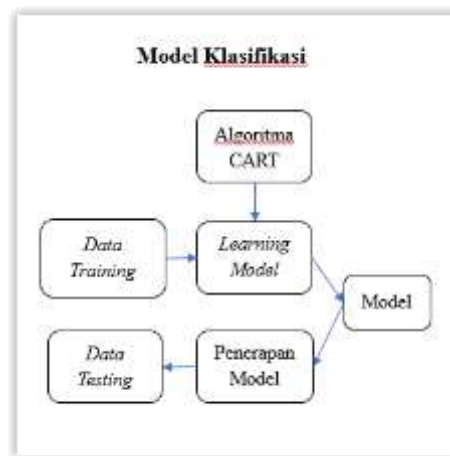 Model Klasifikasi
Algoritma
CART
Data
Training
Learning
Model
Model
Data
Testing
Penerapan
Model